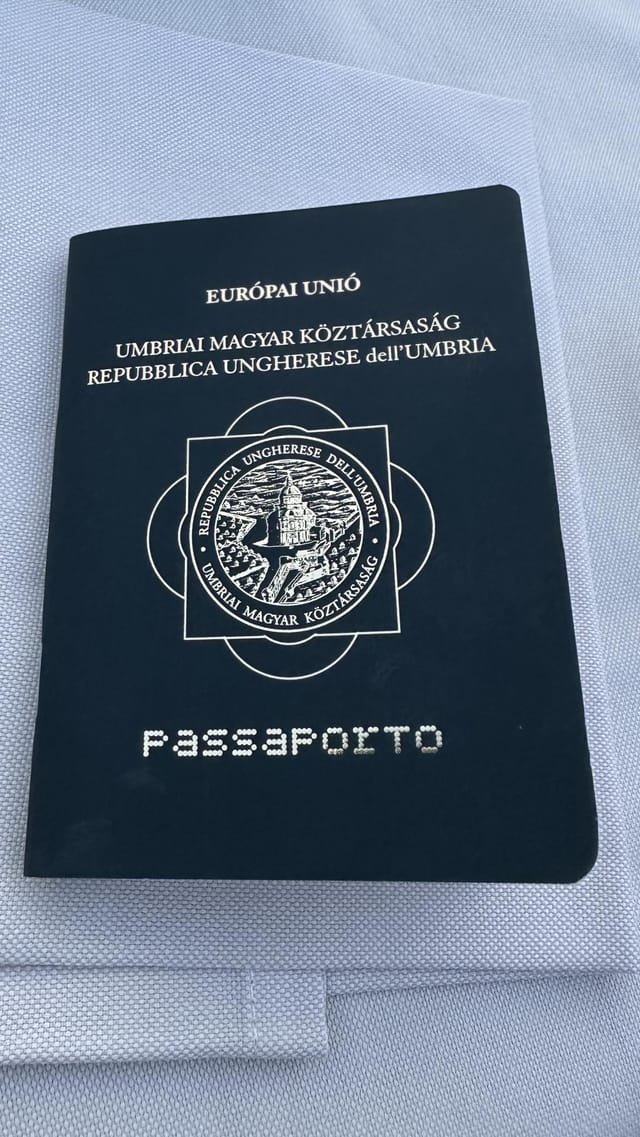 EURÓPAI UNIÓ
UMBRIAI MAGYAR KÖZTÁRSASÁG
REPUBBLICA UNGHERESE dell'UMBRIA
REPUBBLICA UNGHERESE DELL'UMBRIA
UMBRIAI MAGYAR KÖZTÁRSASÁG
PassaPorTo